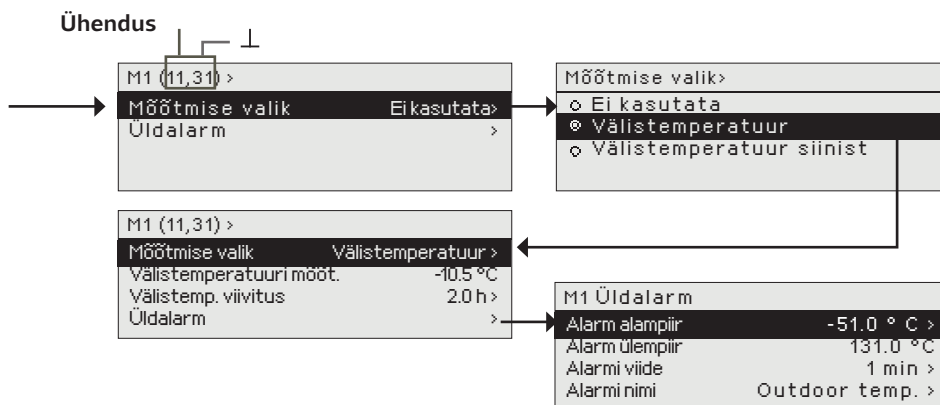 Ühendus
M1 (11,31) >
Mõõtmise valik Ei kasutata>
Üldalarm >
Mõõtmise valik>
Ei kasutata
Välistemperatuur
Välistemperatuur siinist
M1 (11,31) >
Mõõtmise valik Välistemperatuur >
Välistemperatuuri mõõt. -10.5 °C
Välistemp. viivitus 2.0 h >
Üldalarm >
M1 Üldalarm
Alarm alampiir -51.0 ° C >
Alarm ülempiir 131.0 °C
Alarmi viide 1 min >
Alarmi nimi Outdoor temp. >